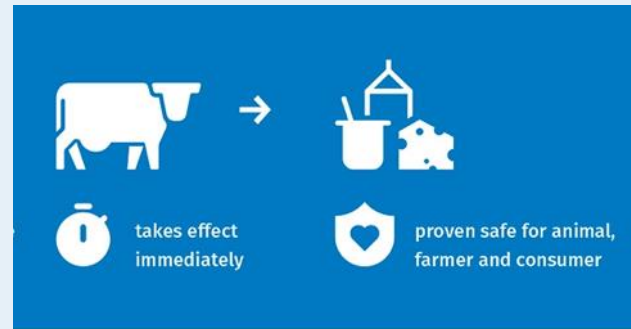 takes effect
immediately
proven safe for animal,
farmer and consumer